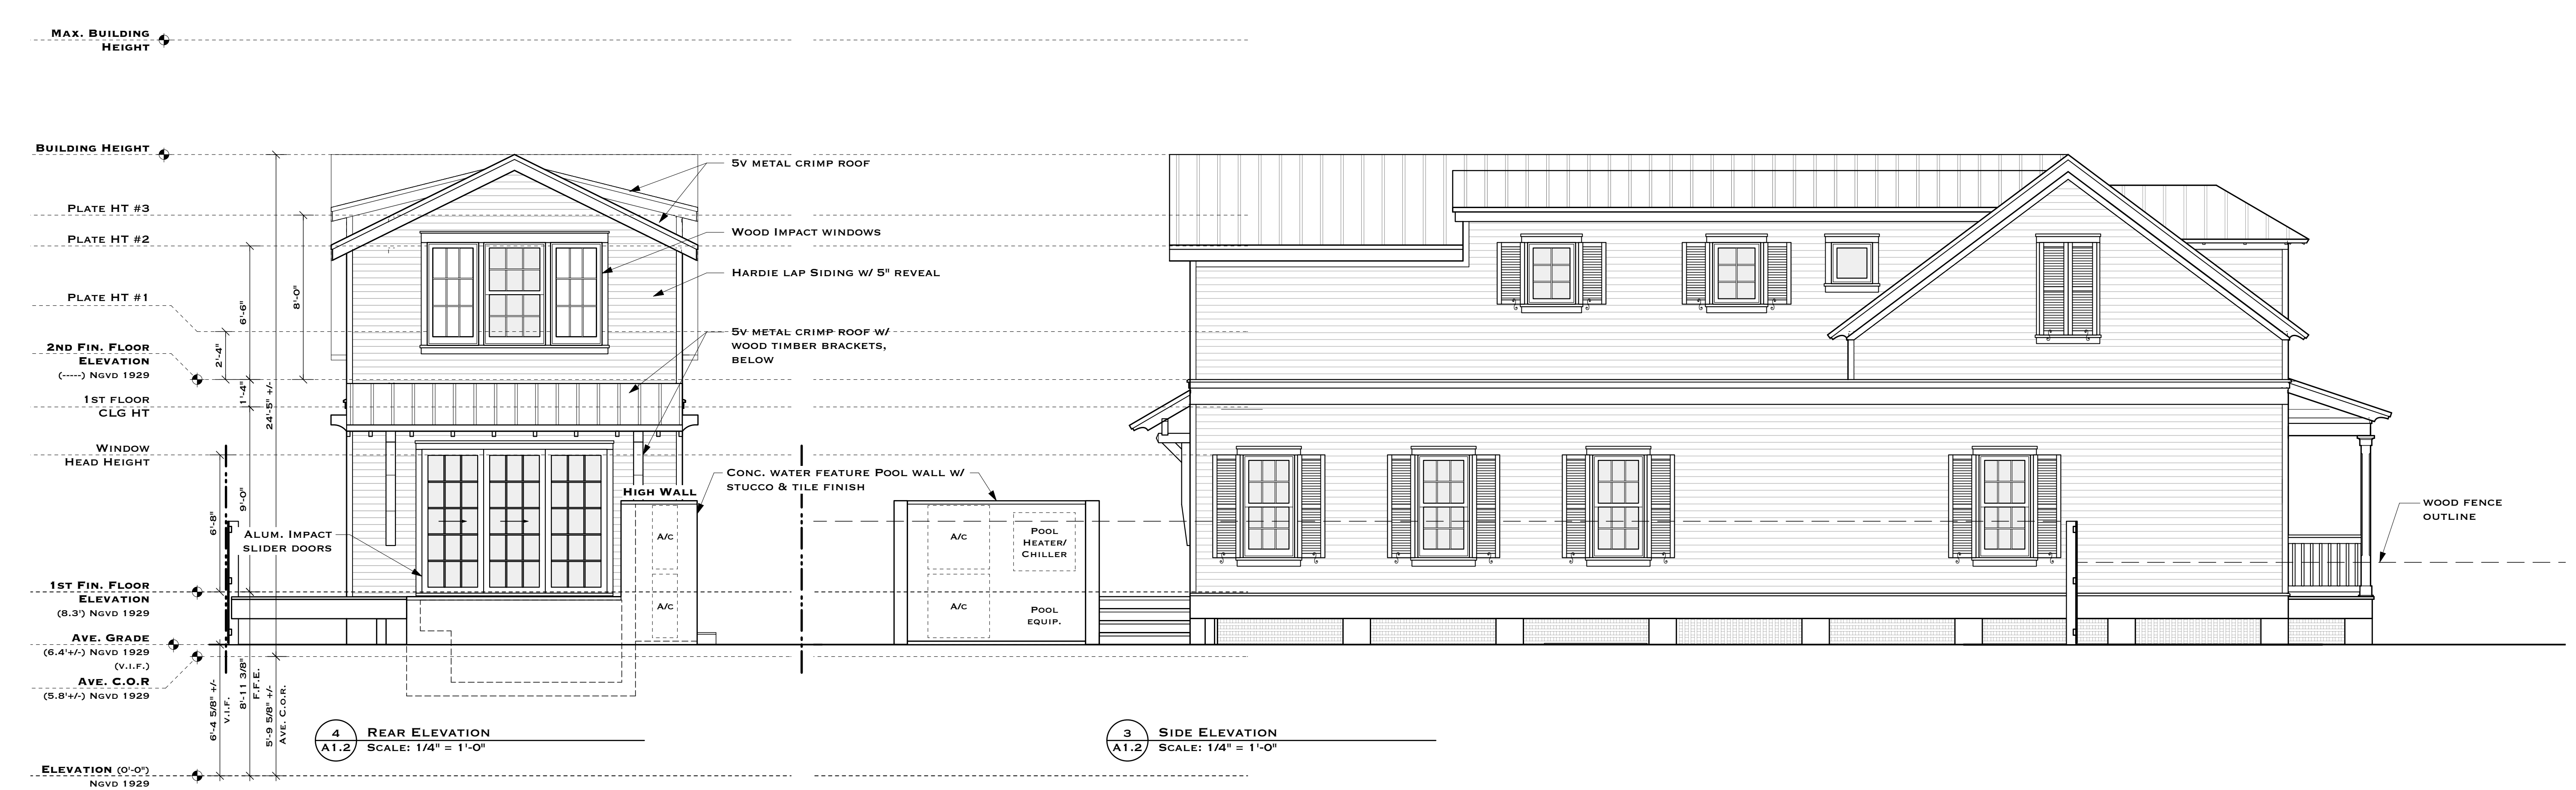 Max. Building
Height
Building Height
Plate HT #3
Plate HT #2
Plate HT #1
2nd Fin. Floor
Elevation
(-----) Ngvd 1929
1st floor
CLG HT
Window
Head Height
1st Fin. Floor
Elevation
(8.3') Ngvd 1929
Ave. Grade
(6.4'+/-) Ngvd 1929
(v.i.f.)
Ave. C.O.R
(5.8'+/-) Ngvd 1929
Elevation (0'-0")
Ngvd 1929
2'-4"
6'-6"
8'-0"
1'-4"
24'-5" +/-
9'-0"
6'-8"
6'-4 5/8" +/-
V.I.F.
8'-11 3/8"
F.F.E.
5'-9 5/8" +/-
Ave. C.o.r.
5v metal crimp roof
Wood Impact windows
Hardie lap Siding w/ 5" reveal
5v metal crimp roof w/
wood timber brackets,
below
Conc. water feature Pool wall w/
stucco & tile finish
High Wall
Alum. Impact
slider doors
A/c
A/c
4
A1.2
Rear Elevation
Scale: 1/4" = 1'-0"
A/c
A/c
Pool
Heater/
Chiller
Pool
equip.
wood fence
outline
3
A1.2
Side Elevation
Scale: 1/4" = 1'-0"